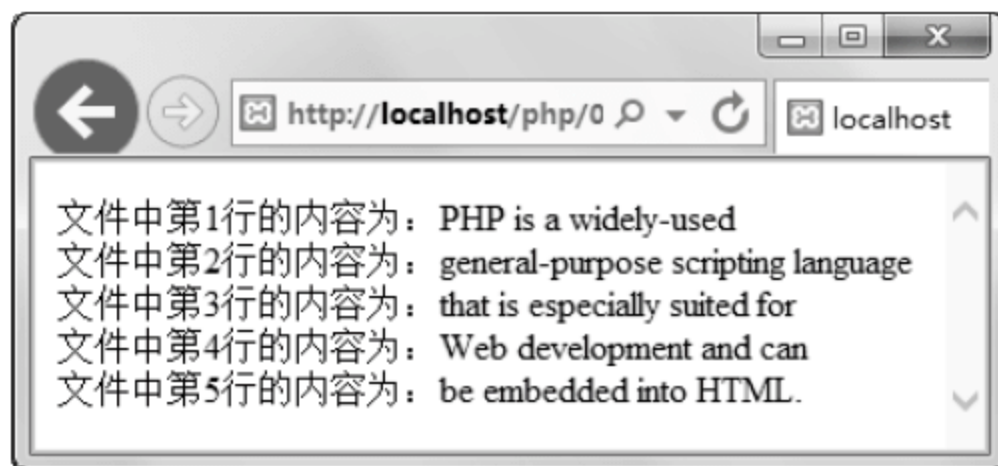 http://localhost/php/0
localhost
文件中第1行的内容为：PHP is a widely-used
文件中第2行的内容为：general-purpose scripting language
文件中第3行的内容为：that is especially suited for
文件中第4行的内容为：Web development and can
文件中第5行的内容为：be embedded into HTML.